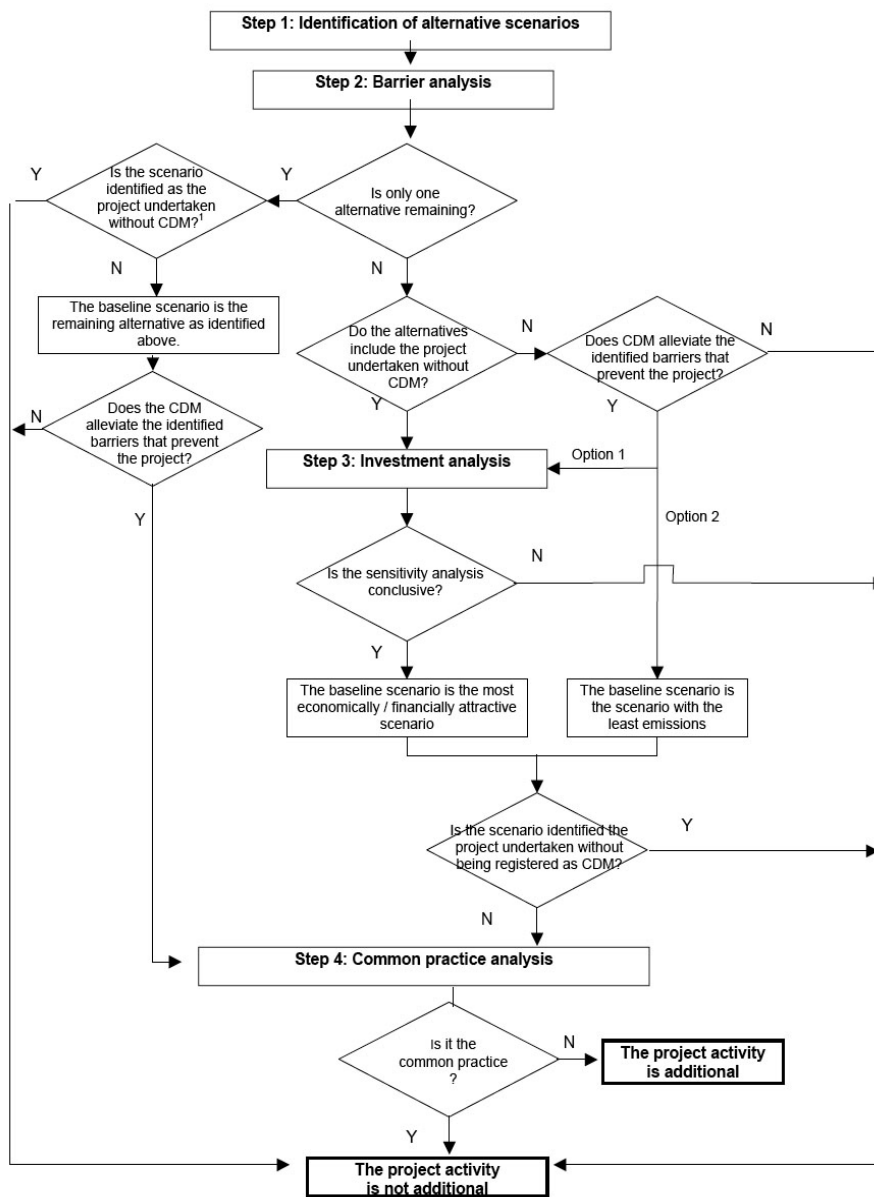 Step 1: Identification of alternative scenarios
Step 2: Barrier analysis
Y
Is the scenario
identified as the
project undertaken
without CDM?¹
Y
Is only one
alternative remaining?
N
N
The baseline scenario is the
remaining alternative as identified
above.
Do the alternatives
include the project
undertaken without
CDM?
N
Does CDM alleviate the
identified barriers that
prevent the project?
N
N
Does the CDM
alleviate the identified
barriers that prevent
the project?
Y
Y
Y
Step 3: Investment analysis
Option 1
Option 2
Is the sensitivity analysis
conclusive?
N
Y
The baseline scenario is the most
economically / financially attractive
scenario
The baseline scenario is
the scenario with the
least emissions
Is the scenario identified the
project undertaken without
being registered as CDM?
Y
N
Step 4: Common practice analysis
Is it the
common practice
?
N
The project activity
is additional
Y
The project activity
is not additional